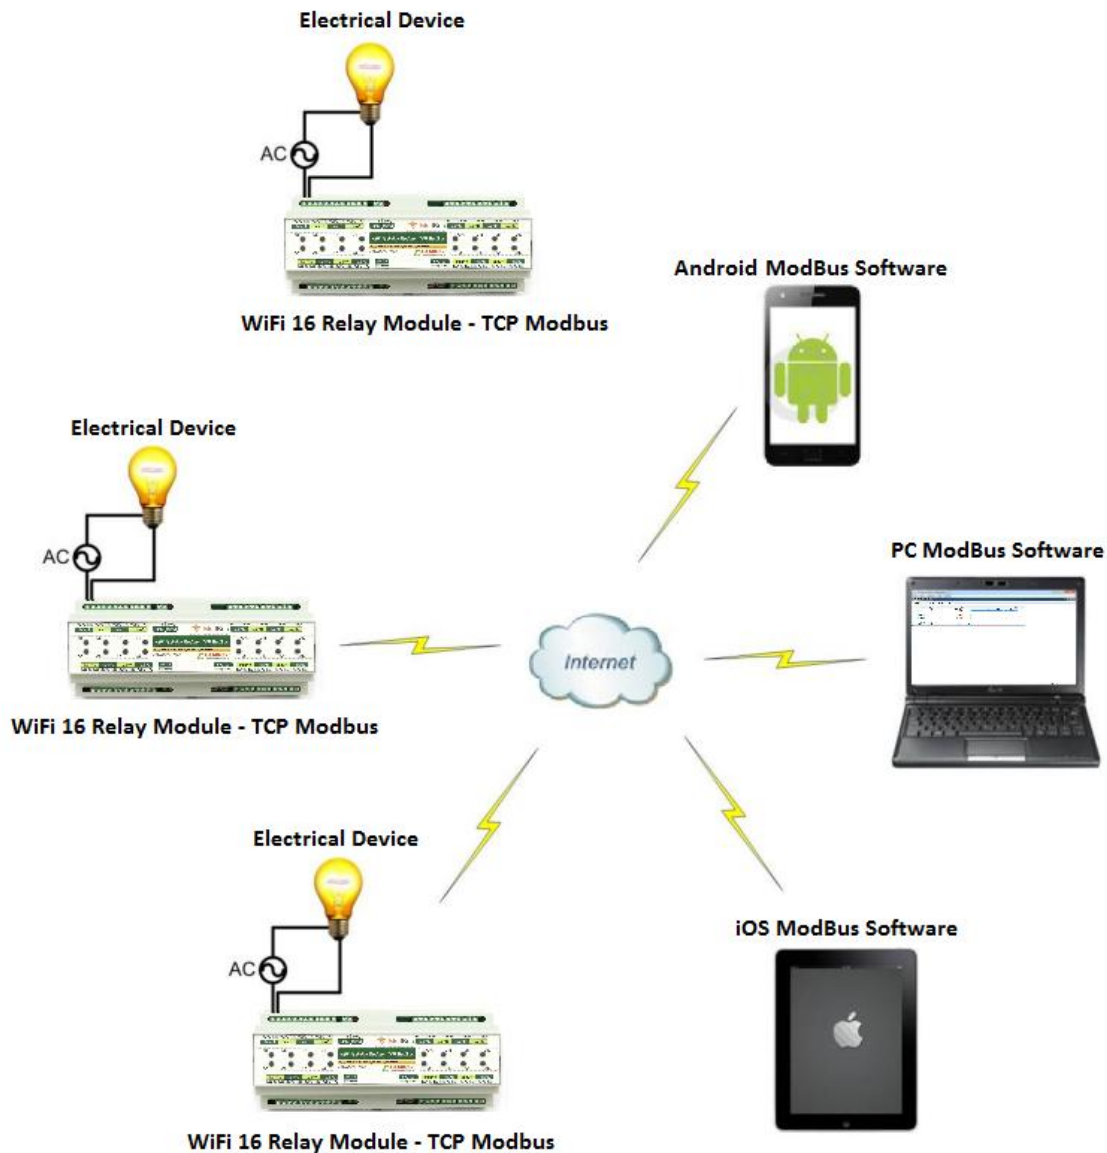 Electrical Device
AC
WiFi 16 Relay Module - TCP Modbus
Android ModBus Software
Electrical Device
AC
WiFi 16 Relay Module - TCP Modbus
PC ModBus Software
Internet
Electrical Device
AC
WiFi 16 Relay Module - TCP Modbus
iOS ModBus Software